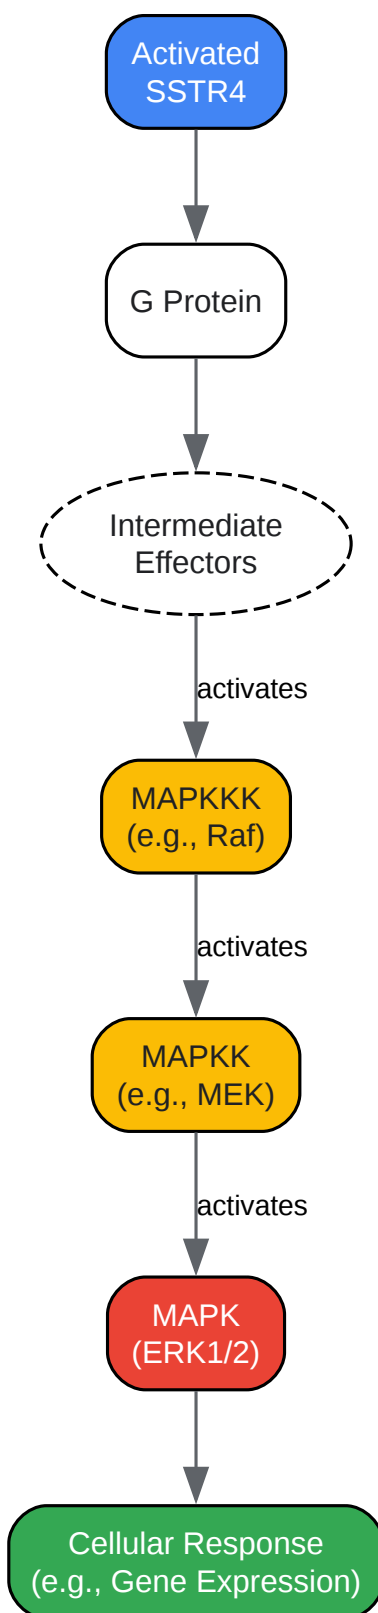 Activated
SSTR4
G Protein
Intermediate
Effectors
activates
MAPKKK
(e.g., Raf)
activates
MAPKK
(e.g., MEK)
activates
MAPK
(ERK1/2)
Cellular Response
(e.g., Gene Expression)